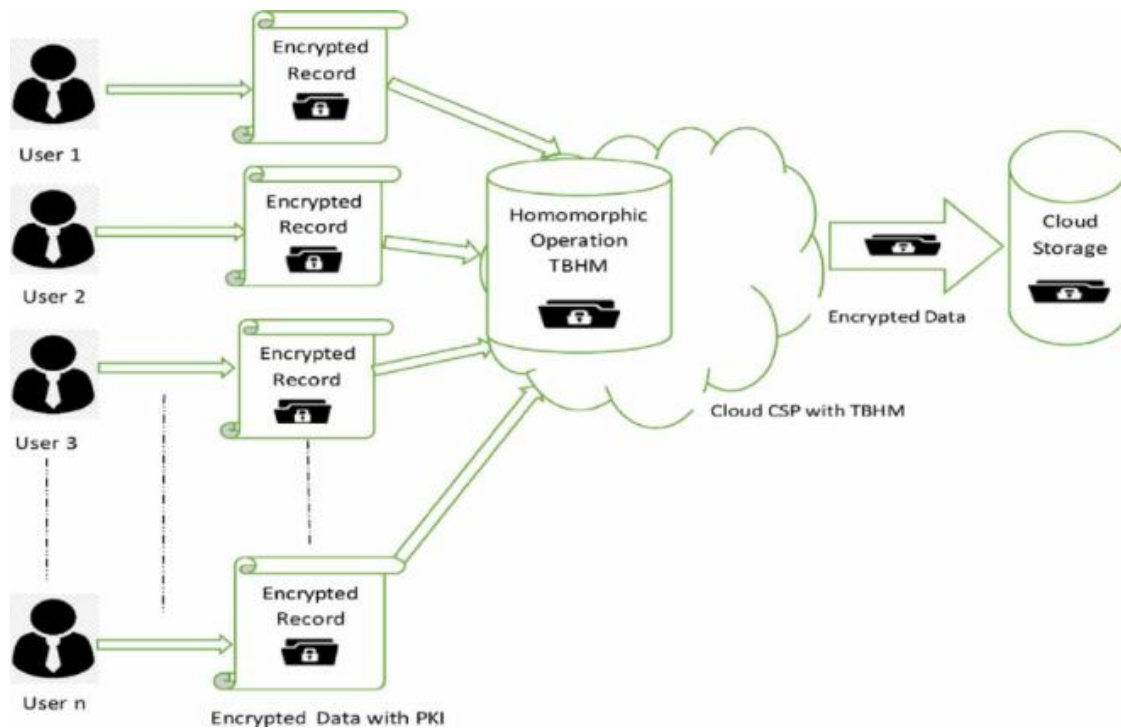 User 1
Encrypted
Record
User 2
Encrypted
Record
User 3
Encrypted
Record
User n
Encrypted
Record
Encrypted Data with PKI
Homomorphic
Operation
TBHM
Cloud CSP with TBHM
Encrypted Data
Cloud
Storage